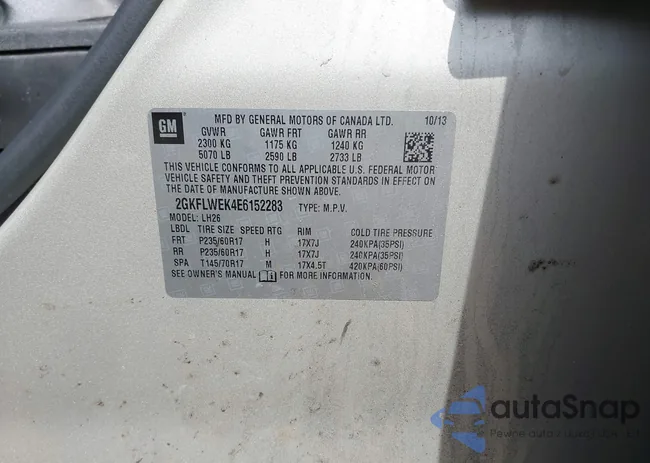 GM
MFD BY GENERAL MOTORS OF CANADA LTD. 10/13
GVWR GAWR FRT GAWR RR
2300 KG 1175 KG 1240 KG
5070 LB 2590 LB 2733 LB
THIS VEHICLE CONFORMS TO ALL APPLICABLE U.S. FEDERAL MOTOR
VEHICLE SAFETY AND THEFT PREVENTION STANDARDS IN EFFECT ON
THE DATE OF MANUFACTURE SHOWN ABOVE.
2GKFLWEK4E6152283 TYPE: M.P.V.
MODEL: LH26
LBDL TIRE SIZE SPEED RTG RIM COLD TIRE PRESSURE
FRT P235/60R17 H 17X7J 240KPA(35PSI)
RR P235/60R17 H 17X7J 240KPA(35PSI)
SPA T145/70R17 M 17X4.5T 420KPA(60PSI)
SEE OWNER'S MANUAL FOR MORE INFORMATION.
autoSnap
Pewne auto z